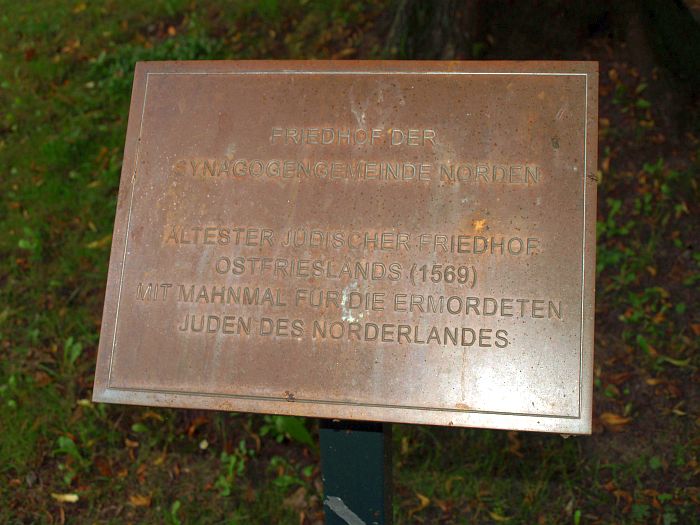 FRIEDHOF DER
SYNAGOGENGEMEINDE NORDEN
ÄLTESTER JÜDISCHER FRIEDHOF
OSTFRIESLANDS (1569)
MIT MAHNMAL FÜR DIE ERMORDETEN
JUDEN DES NORDERLANDES